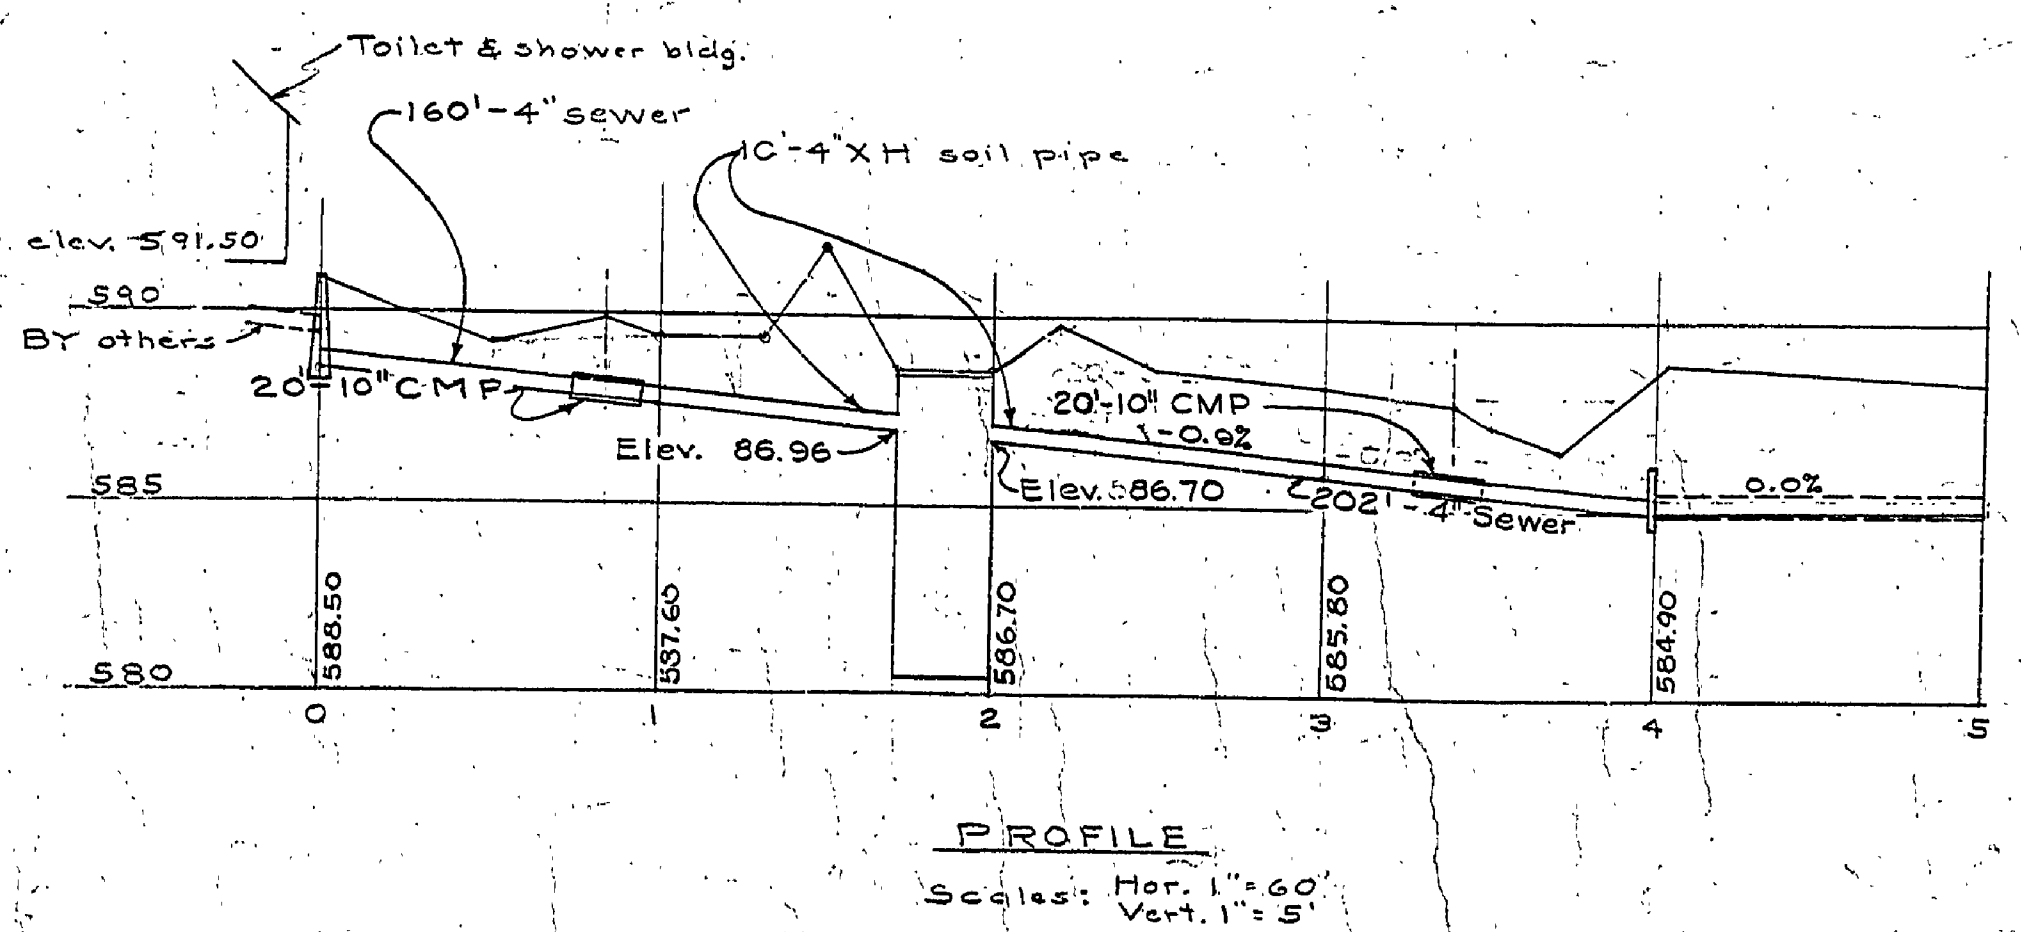 Toilet & shower bldg.
160'-4" sewer
10'-4" XH soil pipe
elev. 591.50
590
BY others
20'-10" CMP
20'-10" CMP
-0.9%
Elev. 86.96
585
Elev. 586.70
202'-4" Sewer
0.0%
588.50
587.60
586.70
585.80
584.90
580
0 1 2 3 4 5
PROFILE
Scales: Hor. 1" = 60'
Vert. 1" = 5'